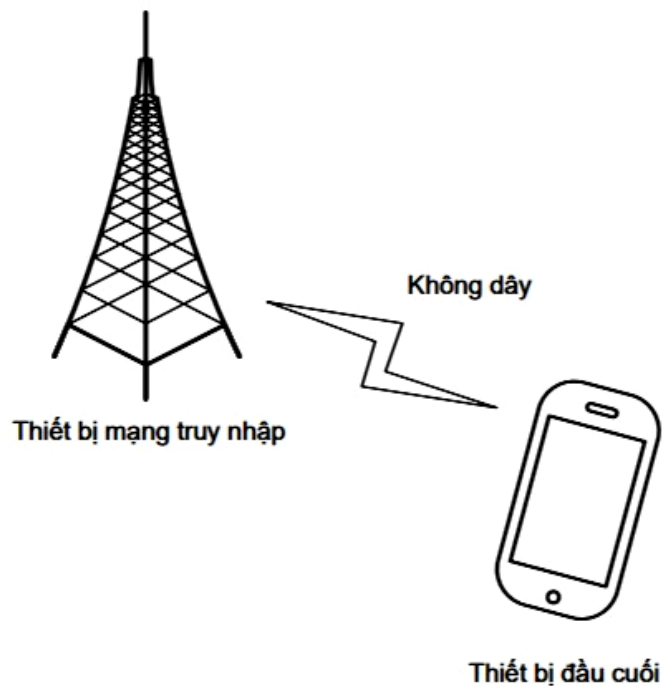 Không dây
Thiết bị mạng truy nhập
Thiết bị đầu cuối